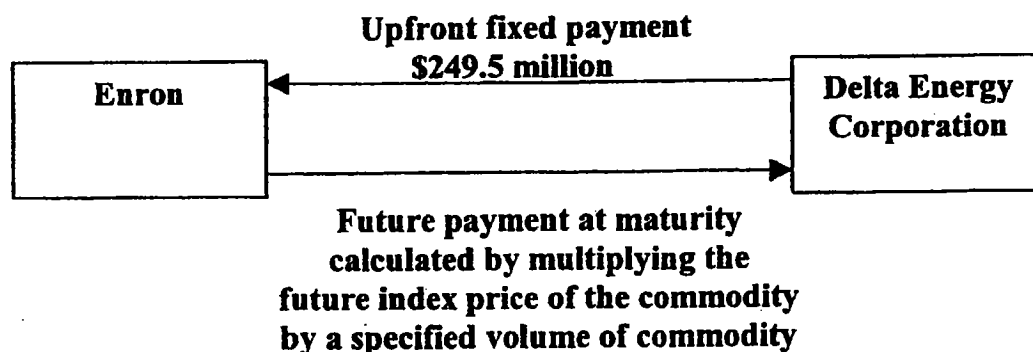 Upfront fixed payment
$249.5 million
Enron
Delta Energy
Corporation
Future payment at maturity
calculated by multiplying the
future index price of the commodity
by a specified volume of commodity